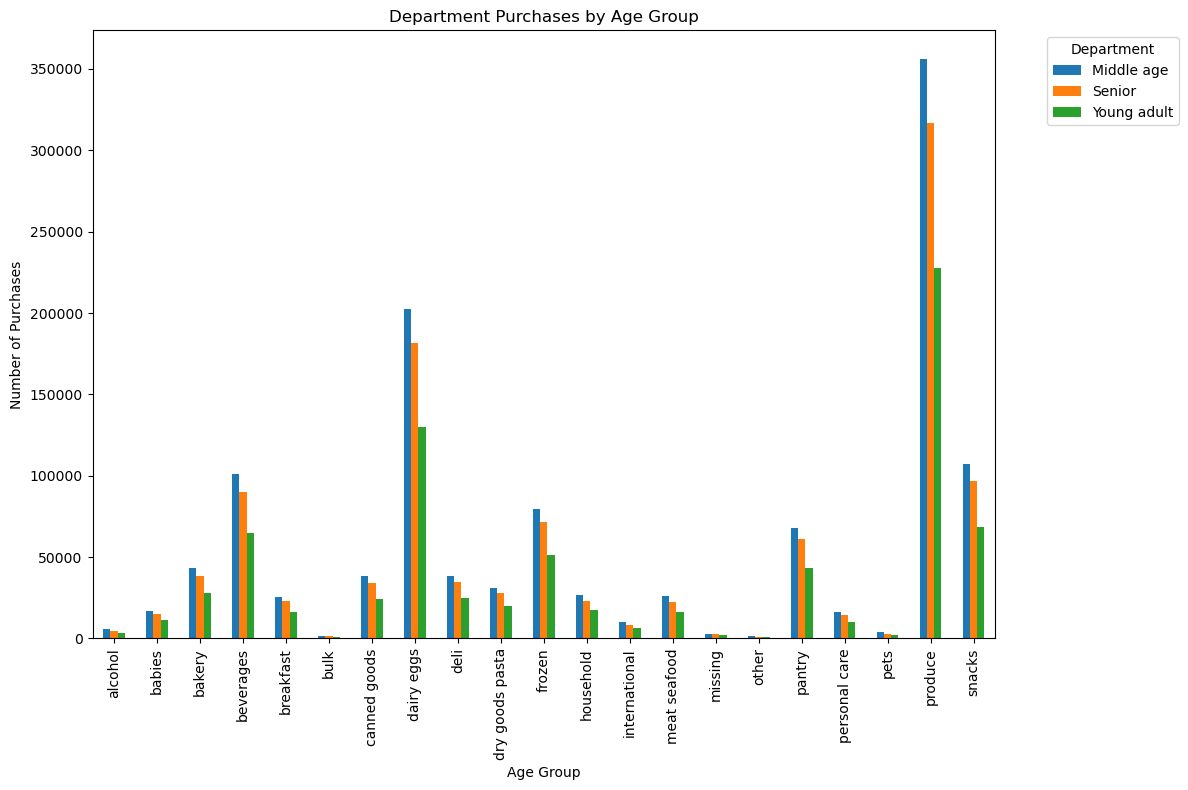 Department Purchases by Age Group
Department
Middle age
Senior
Young adult
Number of Purchases
350000
300000
250000
200000
150000
100000
50000
0
alcohol
babies
bakery
beverages
breakfast
bulk
canned goods
dairy eggs
deli
dry goods pasta
frozen
household
international
meat seafood
missing
other
pantry
personal care
pets
produce
snacks
Age Group